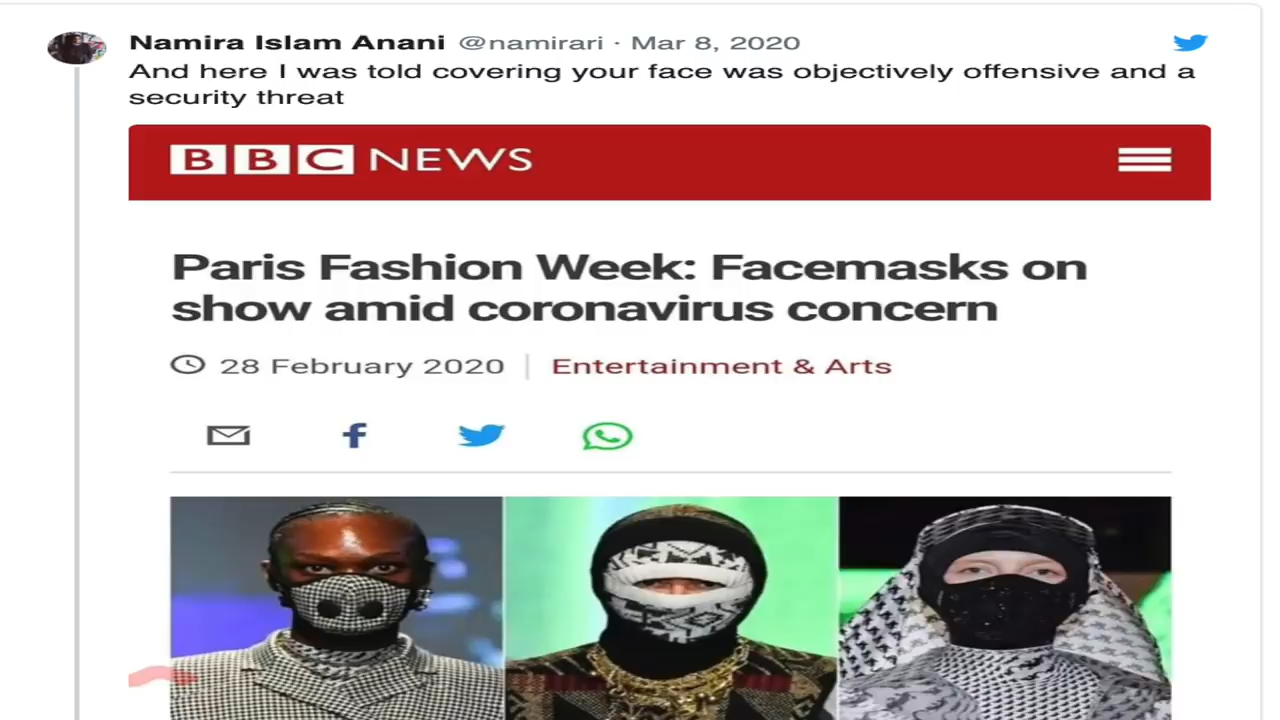 Namira Islam Anani @namirari · Mar 8, 2020
And here I was told covering your face was objectively offensive and a
security threat
BBC NEWS
Paris Fashion Week: Facemasks on
show amid coronavirus concern
28 February 2020 | Entertainment & Arts